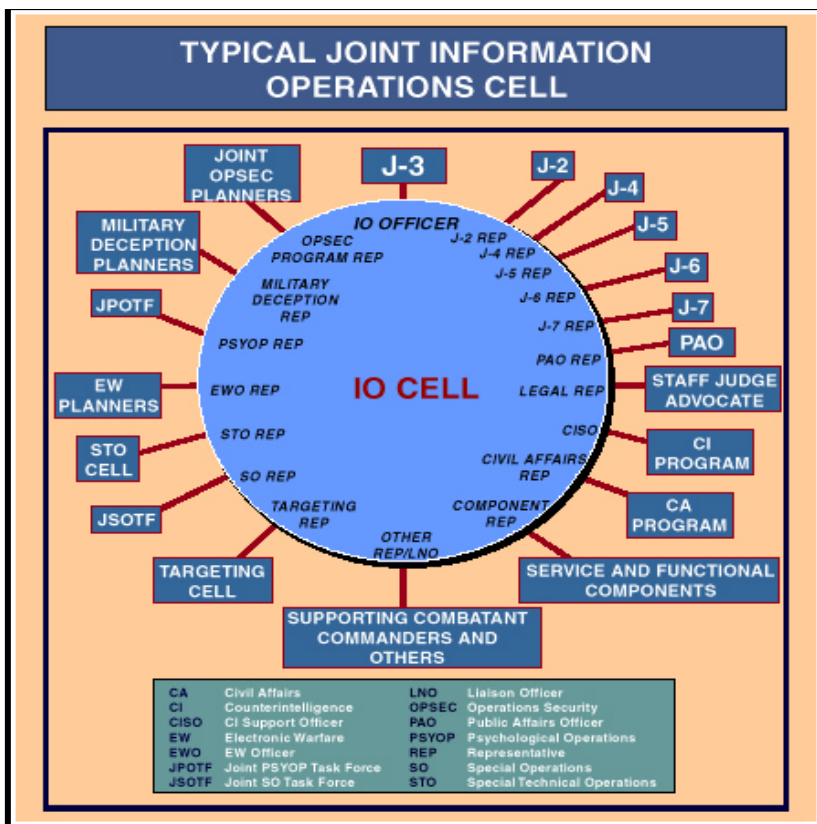 TYPICAL JOINT INFORMATION
OPERATIONS CELL
JOINT
OPSEC
PLANNERS
J-3
J-2
J-4
J-5
J-6
J-7
PAO
STAFF JUDGE
ADVOCATE
CI
PROGRAM
CA
PROGRAM
SERVICE AND FUNCTIONAL
COMPONENTS
SUPPORTING COMBATANT
COMMANDERS AND
OTHERS
TARGETING
CELL
JSOTF
STO
CELL
EW
PLANNERS
JPOTF
MILITARY
DECEPTION
PLANNERS
IO OFFICER
J-2 REP
J-4 REP
J-5 REP
J-6 REP
J-7 REP
PAO REP
LEGAL REP
CISO
CIVIL AFFAIRS
REP
COMPONENT
REP
OTHER
REP/LNO
TARGETING
REP
SO REP
STO REP
EWO REP
PSYOP REP
MILITARY
DECEPTION
REP
OPSEC
PROGRAM REP
IO CELL
CA Civil Affairs
CI Counterintelligence
CISO CI Support Officer
EW Electronic Warfare
EWO EW Officer
JPOTF Joint PSYOP Task Force
JSOTF Joint SO Task Force
LNO Liaison Officer
OPSEC Operations Security
PAO Public Affairs Officer
PSYOP Psychological Operations
REP Representative
SO Special Operations
STO Special Technical Operations